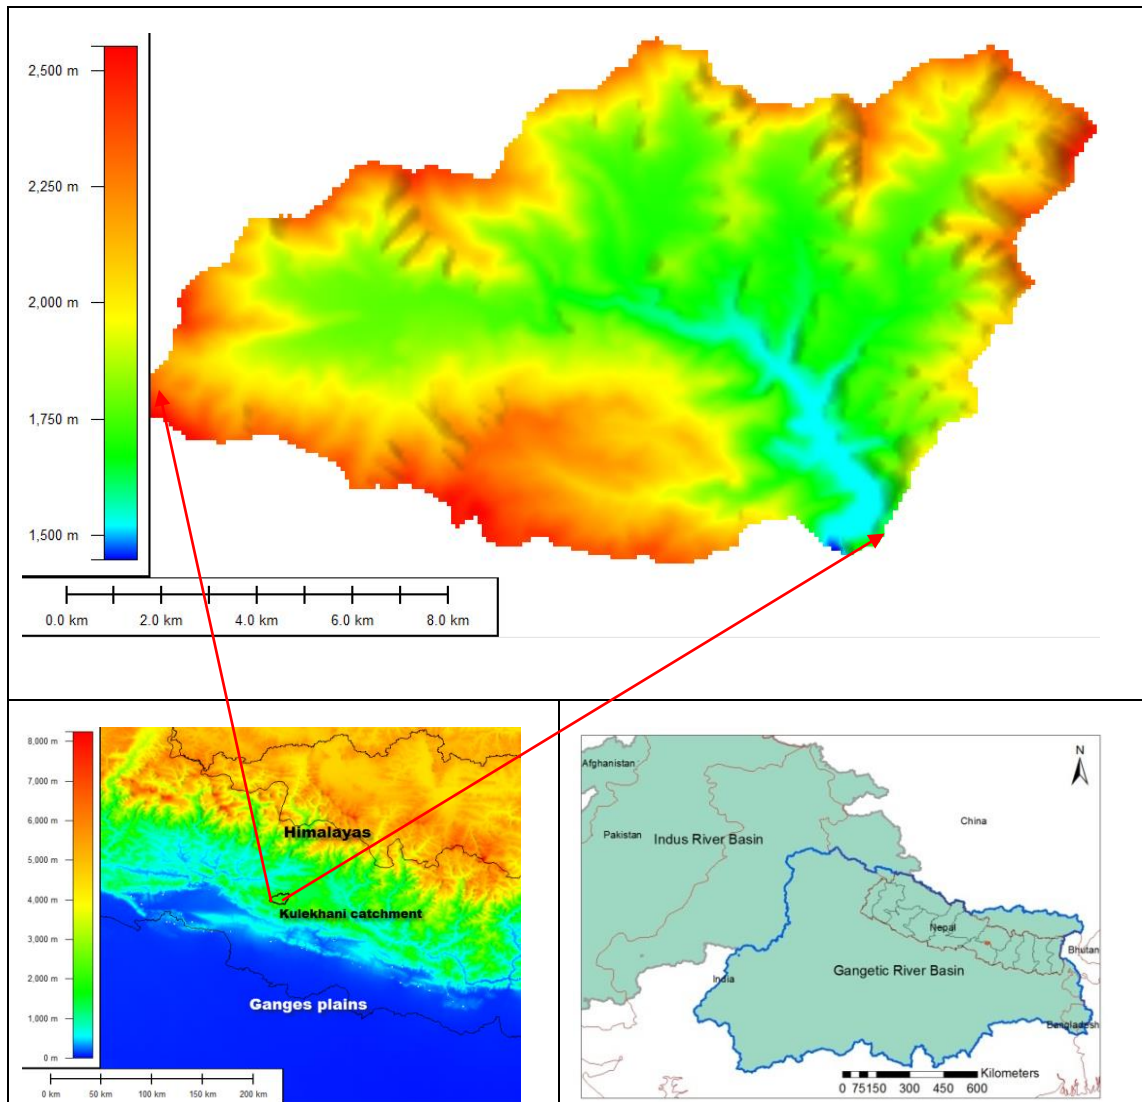 2,500 m
2,250 m
2,000 m
1,750 m
1,500 m
0.0 km 2.0 km 4.0 km 6.0 km 8.0 km
8,000 m
7,000 m
6,000 m
5,000 m
4,000 m
3,000 m
2,000 m
1,000 m
0 m
Himalayas
Kulekhani catchment
Ganges plains
0 km 50 km 100 km 150 km 200 km
N
Afghanistan
China
Pakistan
Indus River Basin
Nepal
Bhutan
Gangetic River Basin
India
Bangladesh
Kilometers
0 75 150 300 450 600